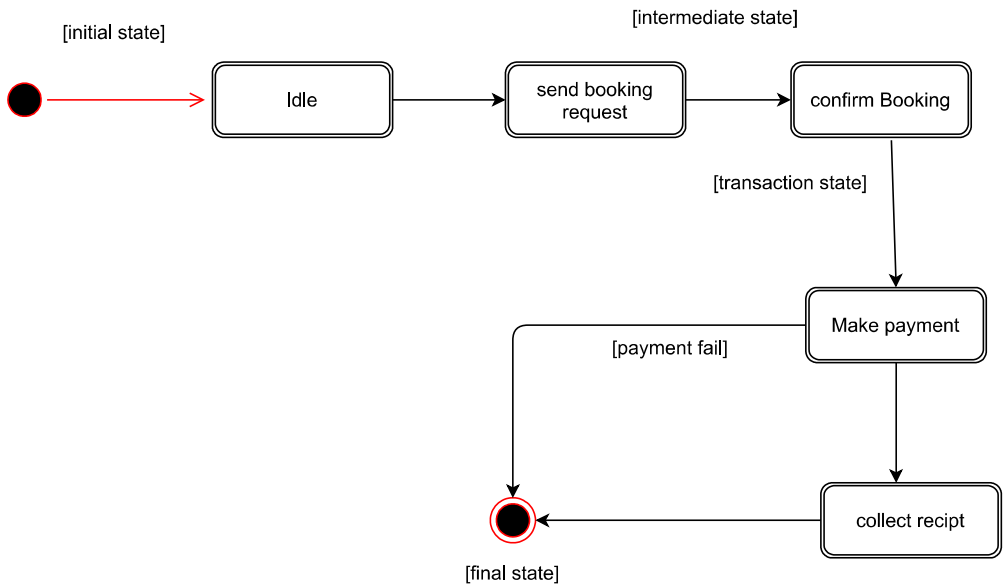 [initial state]
[intermediate state]
Idle
send booking
request
confirm Booking
[transaction state]
Make payment
[payment fail]
collect recipt
[final state]